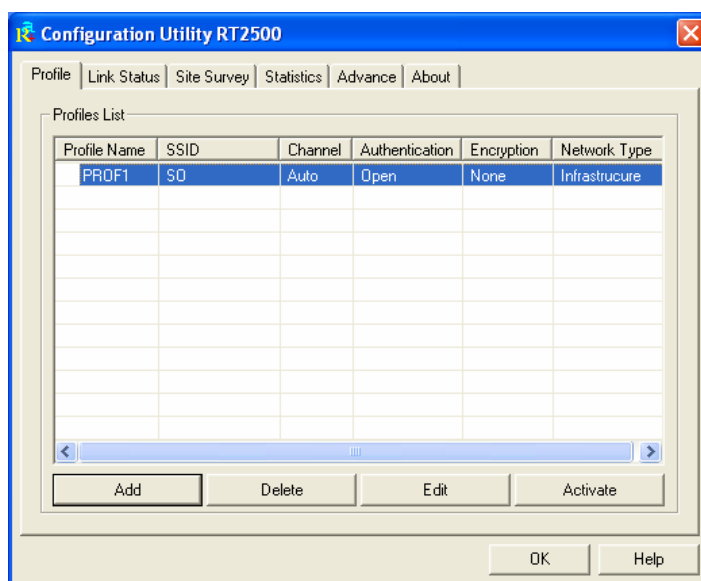 Configuration Utility RT2500
Profile Link Status Site Survey Statistics Advance About
Profiles List
Profile Name SSID Channel Authentication Encryption Network Type
PROF1 SO Auto Open None Infrastrucure
Add Delete Edit Activate
OK Help